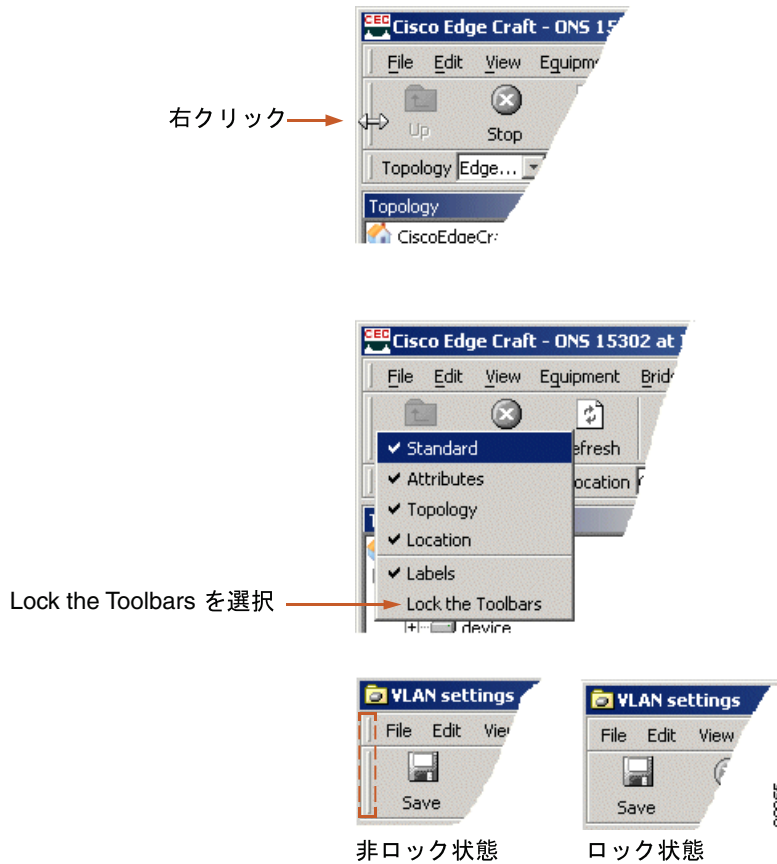 CEC Cisco Edge Craft - ONS 15
File Edit View Equipm
右クリック
Up Stop
Topology Edge...
Topology
CiscoEdgeCr
CEC Cisco Edge Craft - ONS 15302 at
File Edit View Equipment Brid
Standard
efresh
Attributes
ocation
Topology
Location
Labels
Lock the Toolbars を選択
Lock the Toolbars
device
VLAN settings
File Edit Vie
Save
非ロック状態
VLAN settings
File Edit View
Save
ロック状態